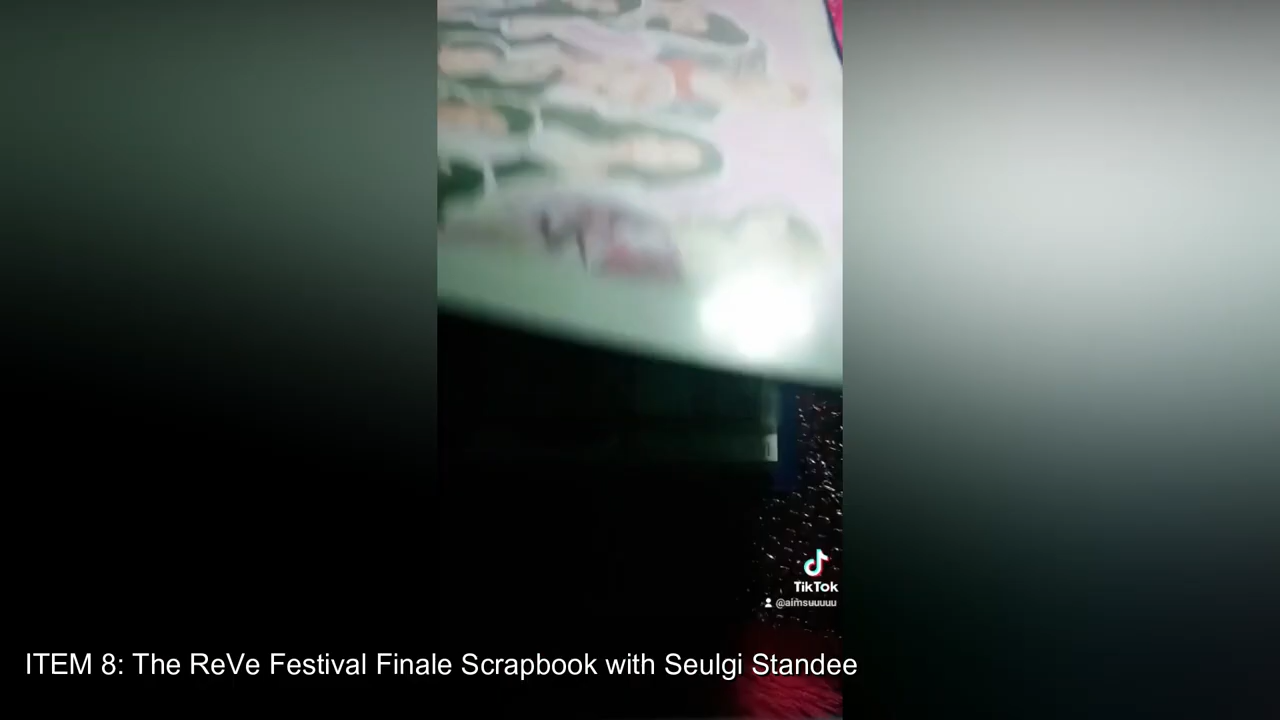 TikTok
@aimsuuuuu
ITEM 8: The ReVe Festival Finale Scrapbook with Seulgi Standee